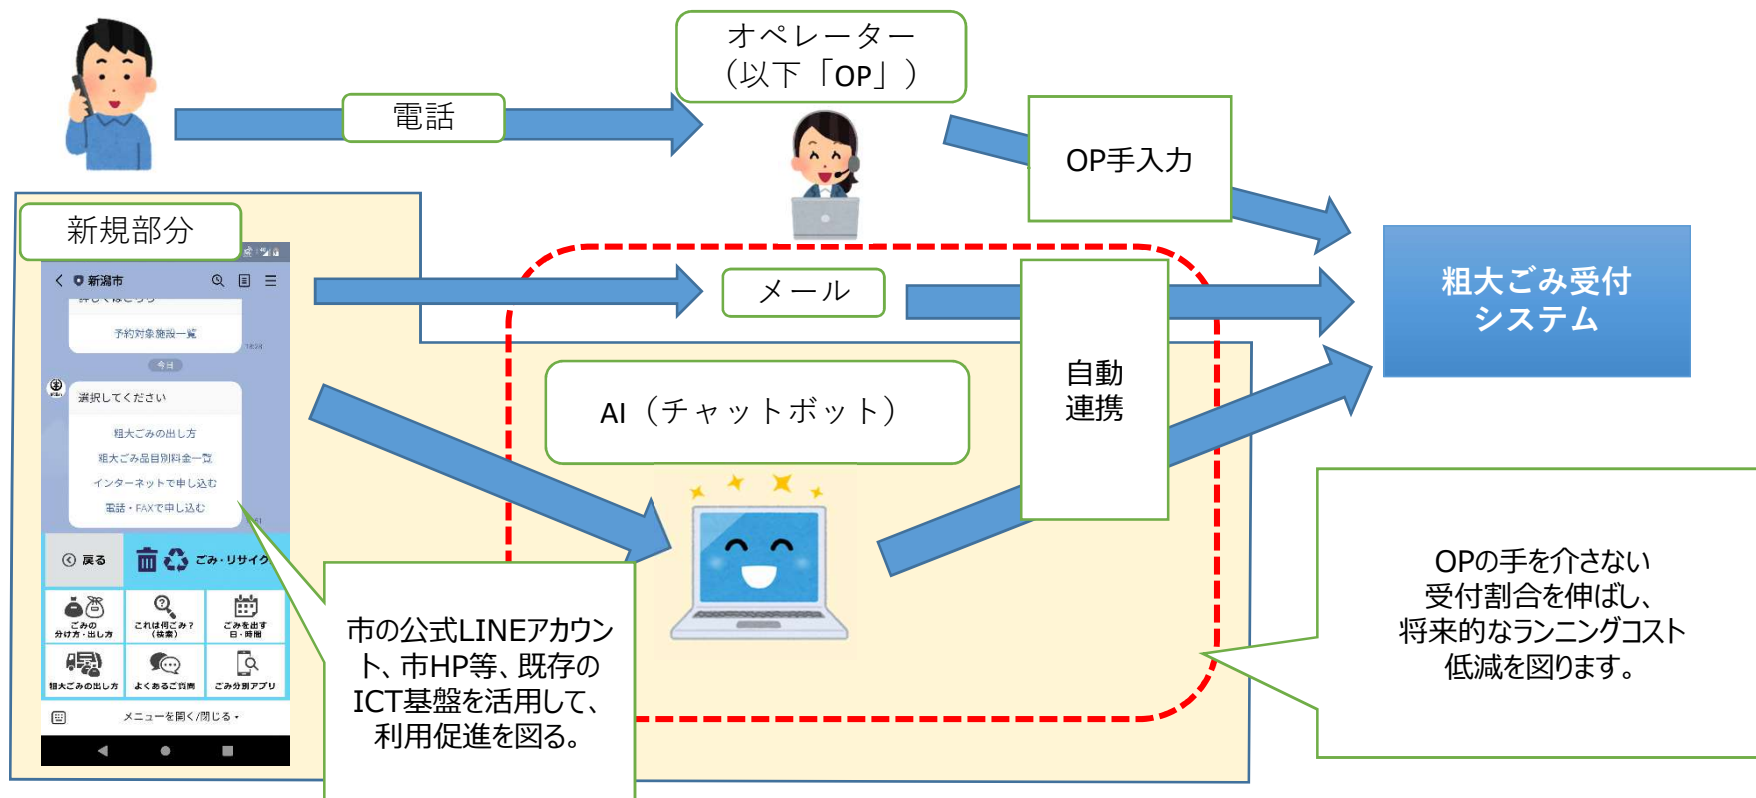 オペレーター
（以下「OP」）
電話
OP手入力
新規部分
メール
粗大ごみ受付
システム
自動
連携
AI（チャットボット）
新潟市
詳しくはこちら
予約対象施設一覧
今日
選択してください
粗大ごみの出し方
粗大ごみ品目別料金一覧
インターネットで申し込む
電話・FAXで申し込む
戻る
ごみ・リサイク
ごみの
分け方・出し方
これは何ごみ？
（検索）
ごみを出す
日・時間
粗大ごみの出し方
よくあるご質問
ごみ分別アプリ
メニューを開く/閉じる
市の公式LINEアカウン
ト、市HP等、既存の
ICT基盤を活用して、
利用促進を図る。
OPの手を介さない
受付割合を伸ばし、
将来的なランニングコスト
低減を図ります。